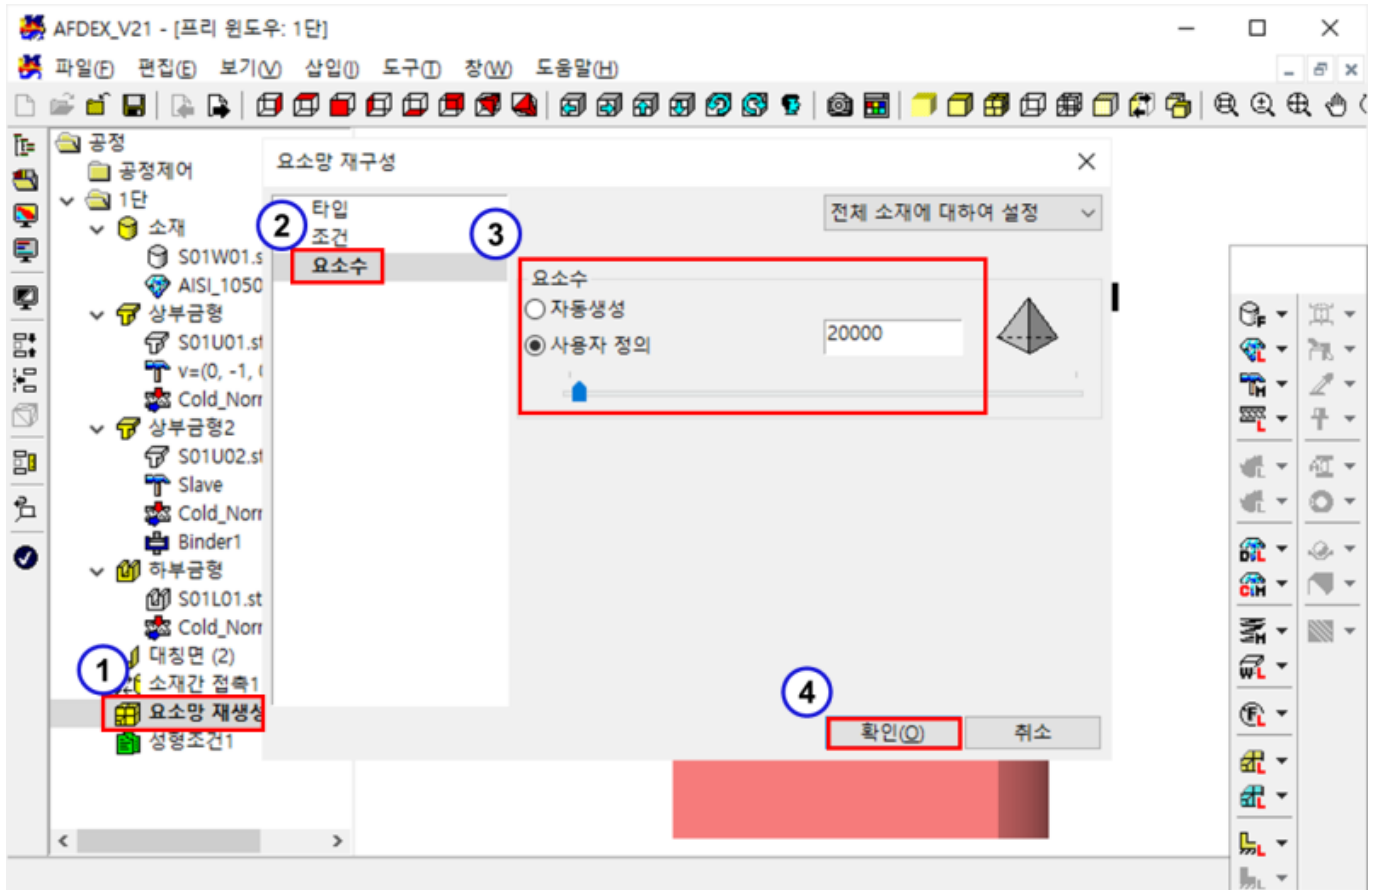 AFDEX_V21 - [프리 윈도우: 1단]
파일(F) 편집(E) 보기(V) 삽입(I) 도구(T) 창(W) 도움말(H)
공정
공정제어
1단
소재
S01W01.s
AISI_1050
상부금형
S01U01.st
v=(0, -1, (
Cold_Norr
상부금형2
S01U02.st
Slave
Cold_Norr
Binder1
하부금형
S01L01.st
Cold_Norr
대칭면 (2)
소재간 접촉1
요소망 재생성
성형조건1
1
요소망 재구성
2
타입
조건
요소수
3
전체 소재에 대하여 설정
요소수
자동생성
사용자 정의
20000
4
확인(O)
취소